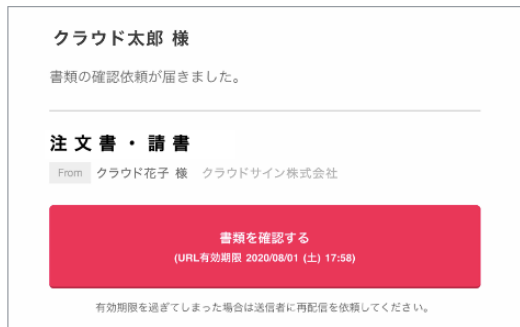 クラウド太郎 様
書類の確認依頼が届きました。
注文書・請書
From クラウド花子 様 クラウドサイン株式会社
書類を確認する
(URL有効期限 2020/08/01 (土) 17:58)
有効期限を過ぎてしまった場合は送信者に再配信を依頼してください。